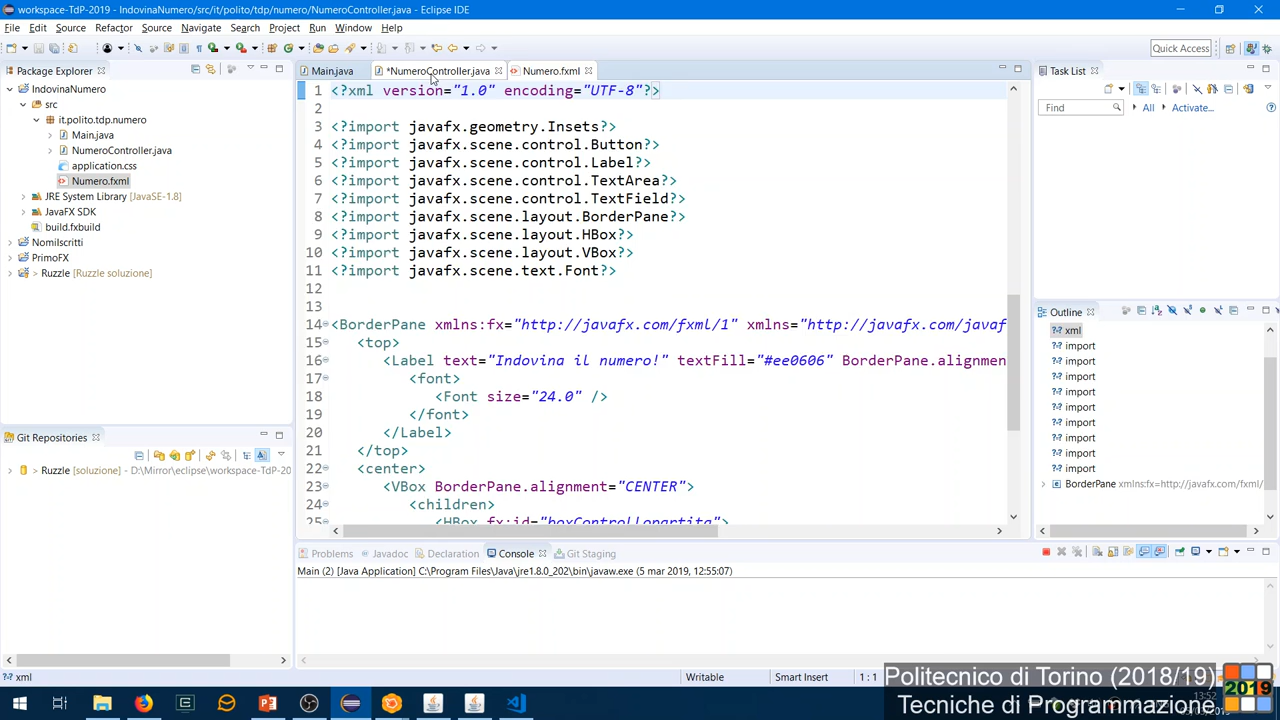 workspace-TdP-2019 - IndovinaNumero/src/it/polito/tdp/numero/NumeroController.java - Eclipse IDE
File Edit Source Refactor Source Navigate Search Project Run Window Help
Quick Access
Package Explorer
IndovinaNumero
src
it.polito.tdp.numero
Main.java
NumeroController.java
application.css
Numero.fxml
JRE System Library [JavaSE-1.8]
JavaFX SDK
build.fxbuild
NomiIscritti
PrimoFX
> Ruzzle [Ruzzle soluzione]
Git Repositories
> Ruzzle [soluzione] - D:\Mirror\eclipse\workspace-TdP-20
Main.java *NumeroController.java Numero.fxml
1 <?xml version="1.0" encoding="UTF-8"?>
2
3 <?import javafx.geometry.Insets?>
4 <?import javafx.scene.control.Button?>
5 <?import javafx.scene.control.Label?>
6 <?import javafx.scene.control.TextArea?>
7 <?import javafx.scene.control.TextField?>
8 <?import javafx.scene.layout.BorderPane?>
9 <?import javafx.scene.layout.HBox?>
10 <?import javafx.scene.layout.VBox?>
11 <?import javafx.scene.text.Font?>
12
13
14 <BorderPane xmlns:fx="http://javafx.com/fxml/1" xmlns="http://javafx.com/javaf
15 <top>
16 <Label text="Indovina il numero!" textFill="#ee0606" BorderPane.alignmen
17 <font>
18 <Font size="24.0" />
19 </font>
20 </Label>
21 </top>
22 <center>
23 <VBox BorderPane.alignment="CENTER">
24 <children>
25 <HBox fx:id="boxControllopartita">
Task List
Find All Activate...
Outline
xml
import
import
import
import
import
import
import
import
import
BorderPane xmlns:fx=http://javafx.com/fxml/
Problems Javadoc Declaration Console Git Staging
Main (2) [Java Application] C:\Program Files\Java\jre1.8.0_202\bin\javaw.exe (5 mar 2019, 12:55:07)
xml Writable Smart Insert 1 : 1
Politecnico di Torino (2018/19)
Tecniche di Programmazione
2019
13:52